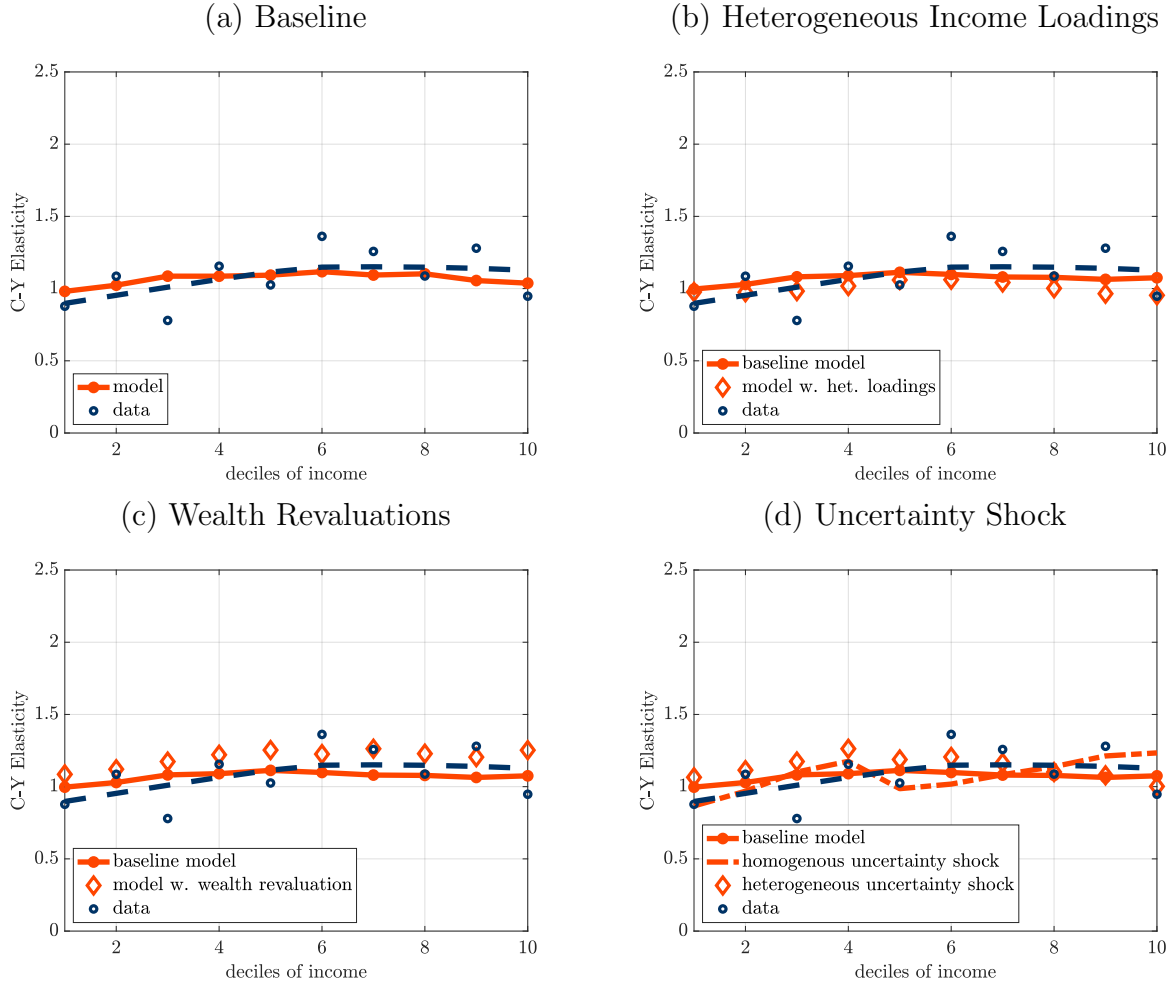 (a) Baseline
2.5
2
1.5
1
0.5
0
C-Y Elasticity
model
data
2 4 6 8 10
deciles of income
(b) Heterogeneous Income Loadings
2.5
2
1.5
1
0.5
0
C-Y Elasticity
baseline model
model w. het. loadings
data
2 4 6 8 10
deciles of income
(c) Wealth Revaluations
2.5
2
1.5
1
0.5
0
C-Y Elasticity
baseline model
model w. wealth revaluation
data
2 4 6 8 10
deciles of income
(d) Uncertainty Shock
2.5
2
1.5
1
0.5
0
C-Y Elasticity
baseline model
homogenous uncertainty shock
heterogeneous uncertainty shock
data
2 4 6 8 10
deciles of income